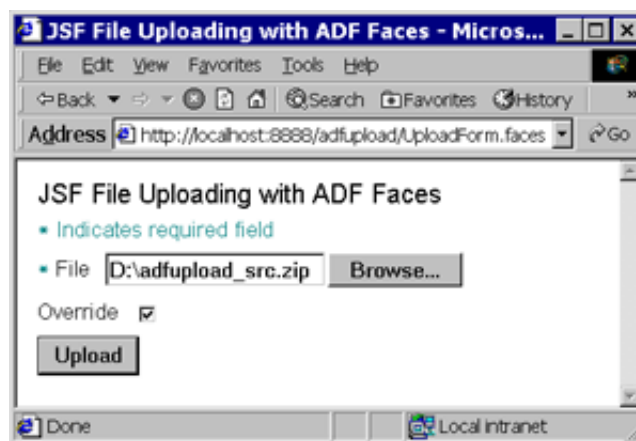 JSF File Uploading with ADF Faces - Micros...
File Edit View Favorites Tools Help
Back Search Favorites History »
Address http://localhost:8888/adfupload/UploadForm.faces Go
JSF File Uploading with ADF Faces
* Indicates required field
* File D:\adfupload_src.zip Browse...
Override
Upload
Done Local intranet